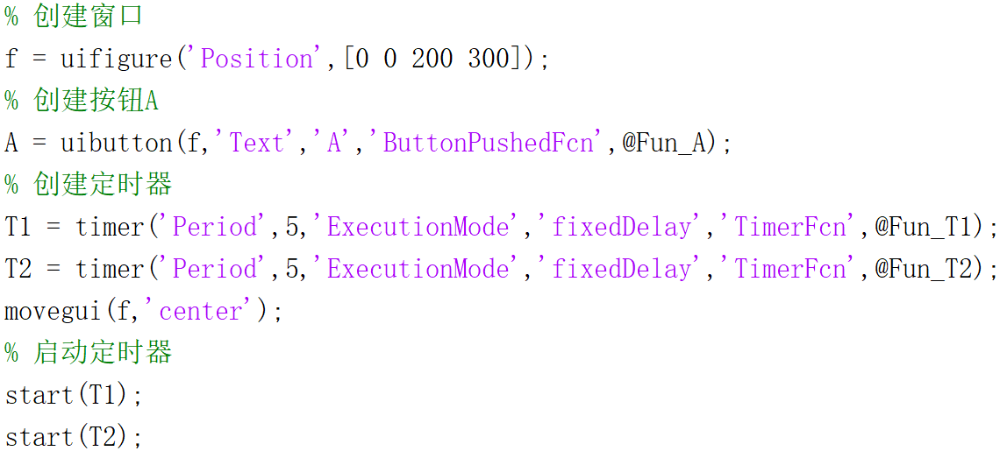 % 创建窗口
f = uifigure('Position',[0 0 200 300]);
% 创建按钮A
A = uibutton(f,'Text','A','ButtonPushedFcn',@Fun_A);
% 创建定时器
T1 = timer('Period',5,'ExecutionMode','fixedDelay','TimerFcn',@Fun_T1);
T2 = timer('Period',5,'ExecutionMode','fixedDelay','TimerFcn',@Fun_T2);
movegui(f,'center');
% 启动定时器
start(T1);
start(T2);